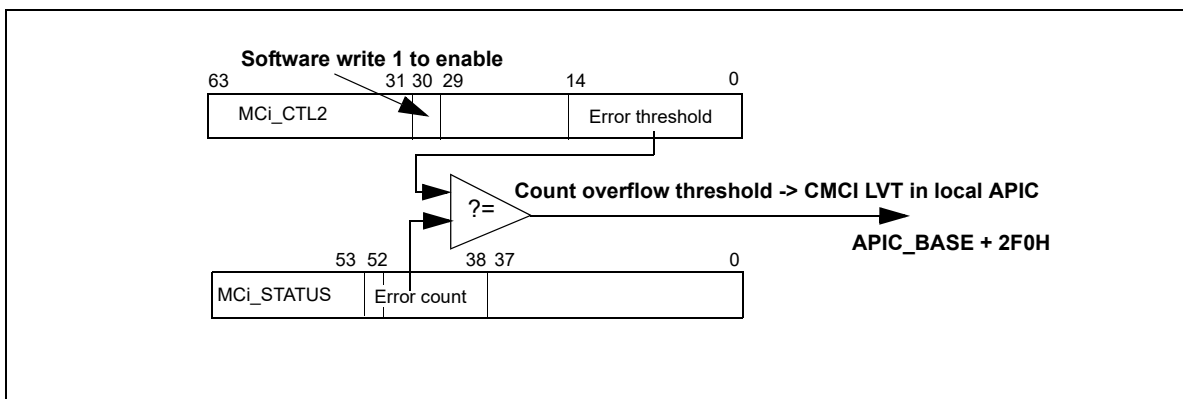 Software write 1 to enable
63 31 30 29 14 0
MCi_CTL2 Error threshold
?=
Count overflow threshold -> CMCI LVT in local APIC
APIC_BASE + 2F0H
53 52 38 37 0
MCi_STATUS Error count